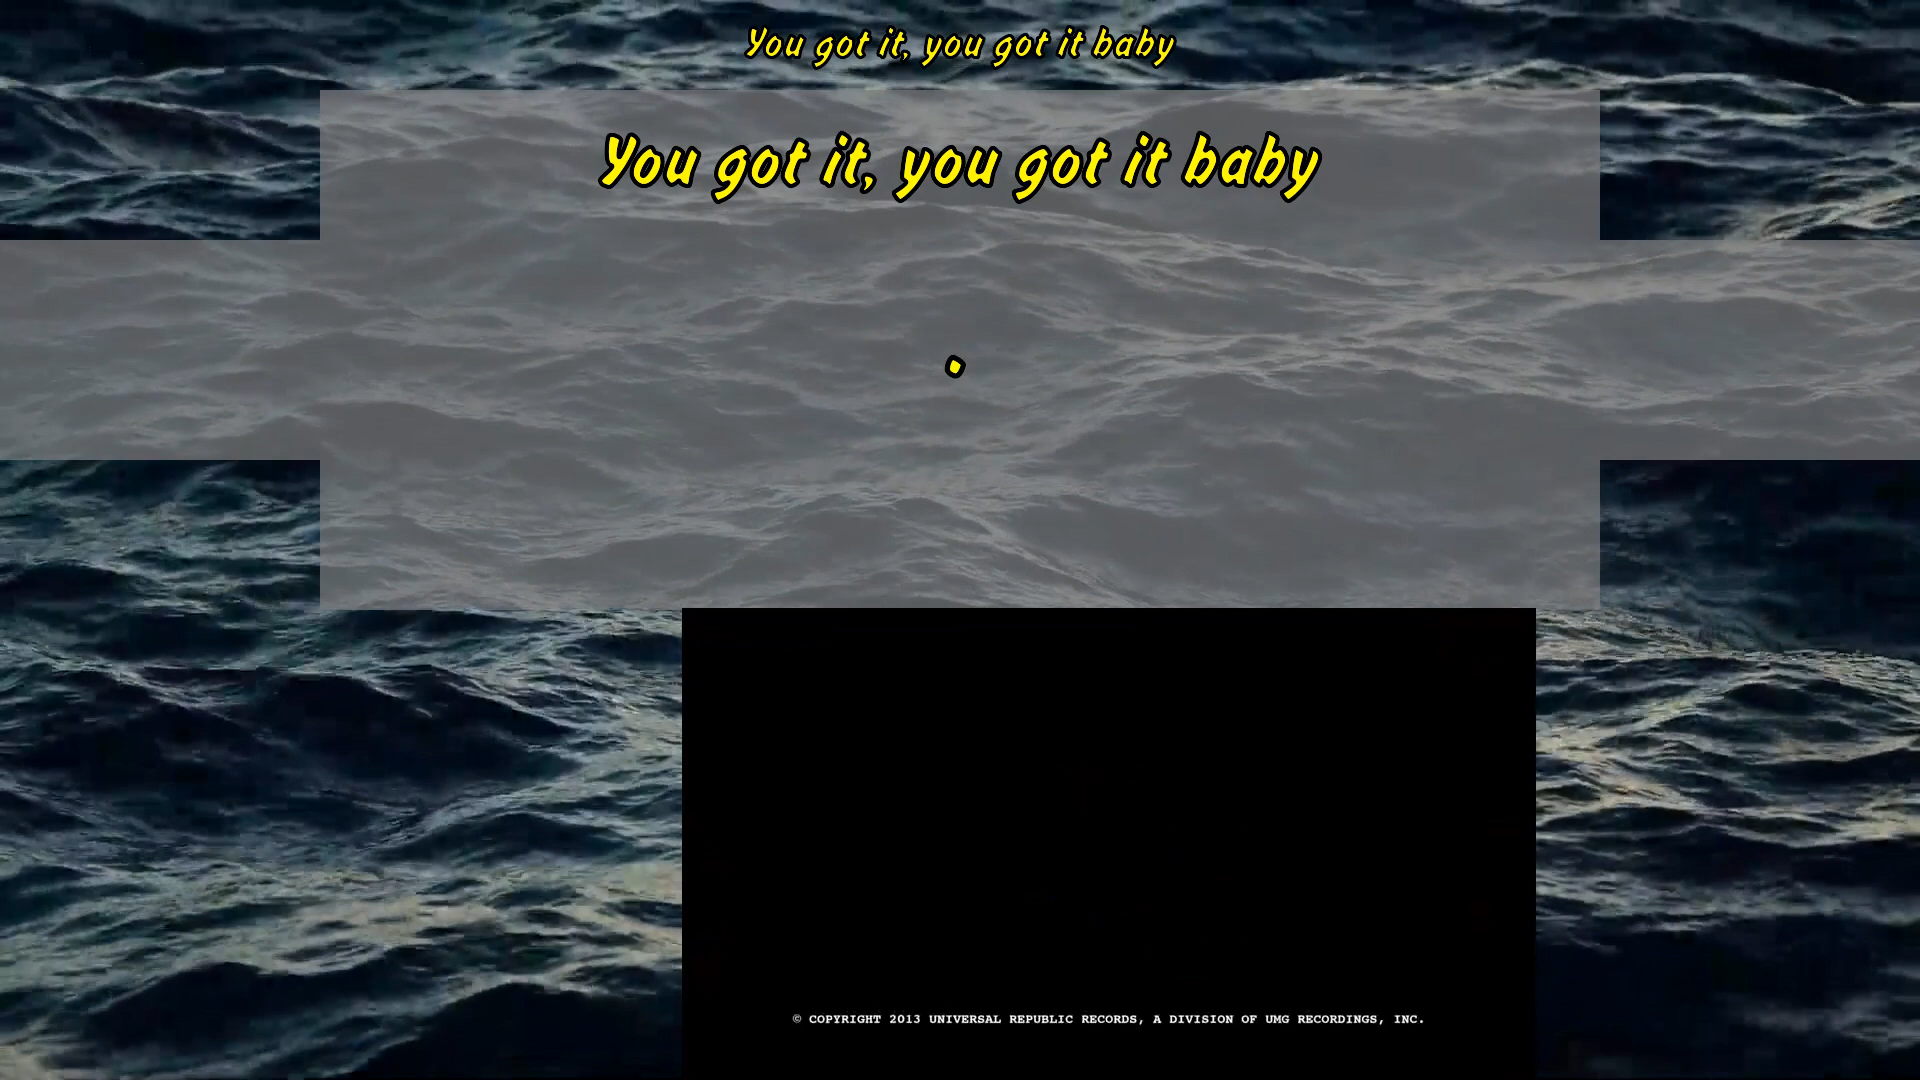 You got it, you got it baby
You got it, you got it baby
.
© COPYRIGHT 2013 UNIVERSAL REPUBLIC RECORDS, A DIVISION OF UMG RECORDINGS, INC.